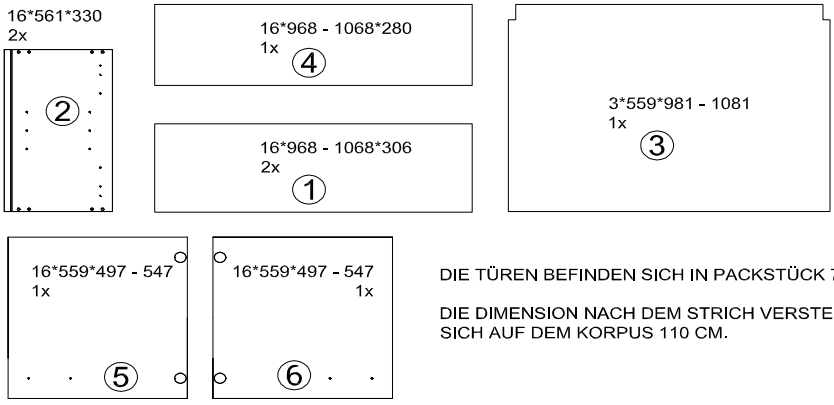 16*561*330
2x
2
16*968 - 1068*280
1x
4
16*968 - 1068*306
2x
1
3*559*981 - 1081
1x
3
16*559*497 - 547
1x
5
16*559*497 - 547
1x
6
DIE TÜREN BEFINDEN SICH IN PACKSTÜCK 7
DIE DIMENSION NACH DEM STRICH VERSTE
SICH AUF DEM KORPUS 110 CM.